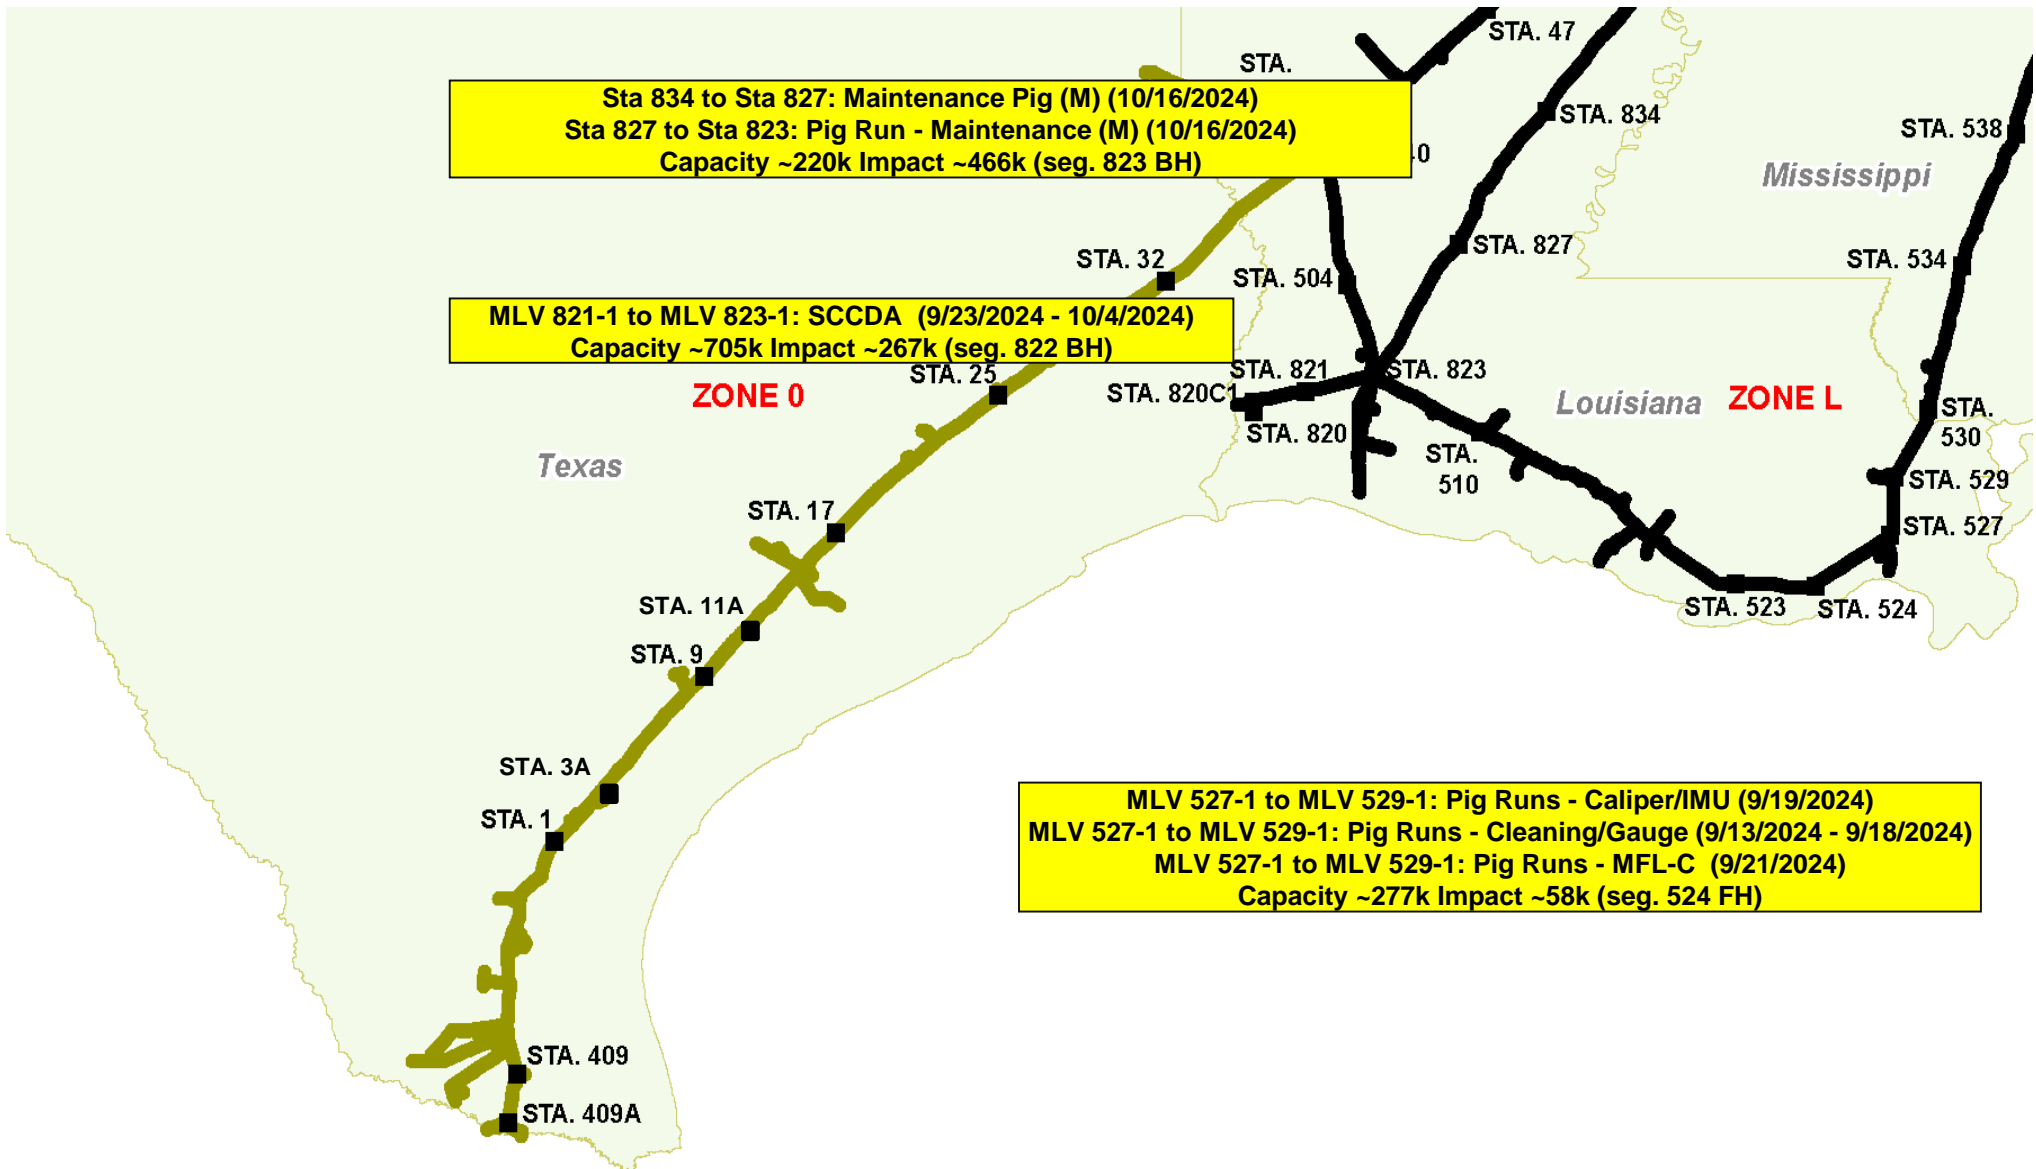 STA. 47
STA.
Sta 834 to Sta 827: Maintenance Pig (M) (10/16/2024)
Sta 827 to Sta 823: Pig Run - Maintenance (M) (10/16/2024)
Capacity ~220k Impact ~466k (seg. 823 BH)
40
STA. 834
STA. 538
Mississippi
STA. 827
STA. 534
STA. 32
STA. 504
MLV 821-1 to MLV 823-1: SCCDA (9/23/2024 - 10/4/2024)
Capacity ~705k Impact ~267k (seg. 822 BH)
STA. 821
STA. 823
STA. 25
STA. 820C1
ZONE 0
Louisiana
ZONE L
STA.
530
STA. 820
STA.
510
Texas
STA. 529
STA. 17
STA. 527
STA. 11A
STA. 523
STA. 524
STA. 9
STA. 3A
STA. 1
MLV 527-1 to MLV 529-1: Pig Runs - Caliper/IMU (9/19/2024)
MLV 527-1 to MLV 529-1: Pig Runs - Cleaning/Gauge (9/13/2024 - 9/18/2024)
MLV 527-1 to MLV 529-1: Pig Runs - MFL-C (9/21/2024)
Capacity ~277k Impact ~58k (seg. 524 FH)
STA. 409
STA. 409A